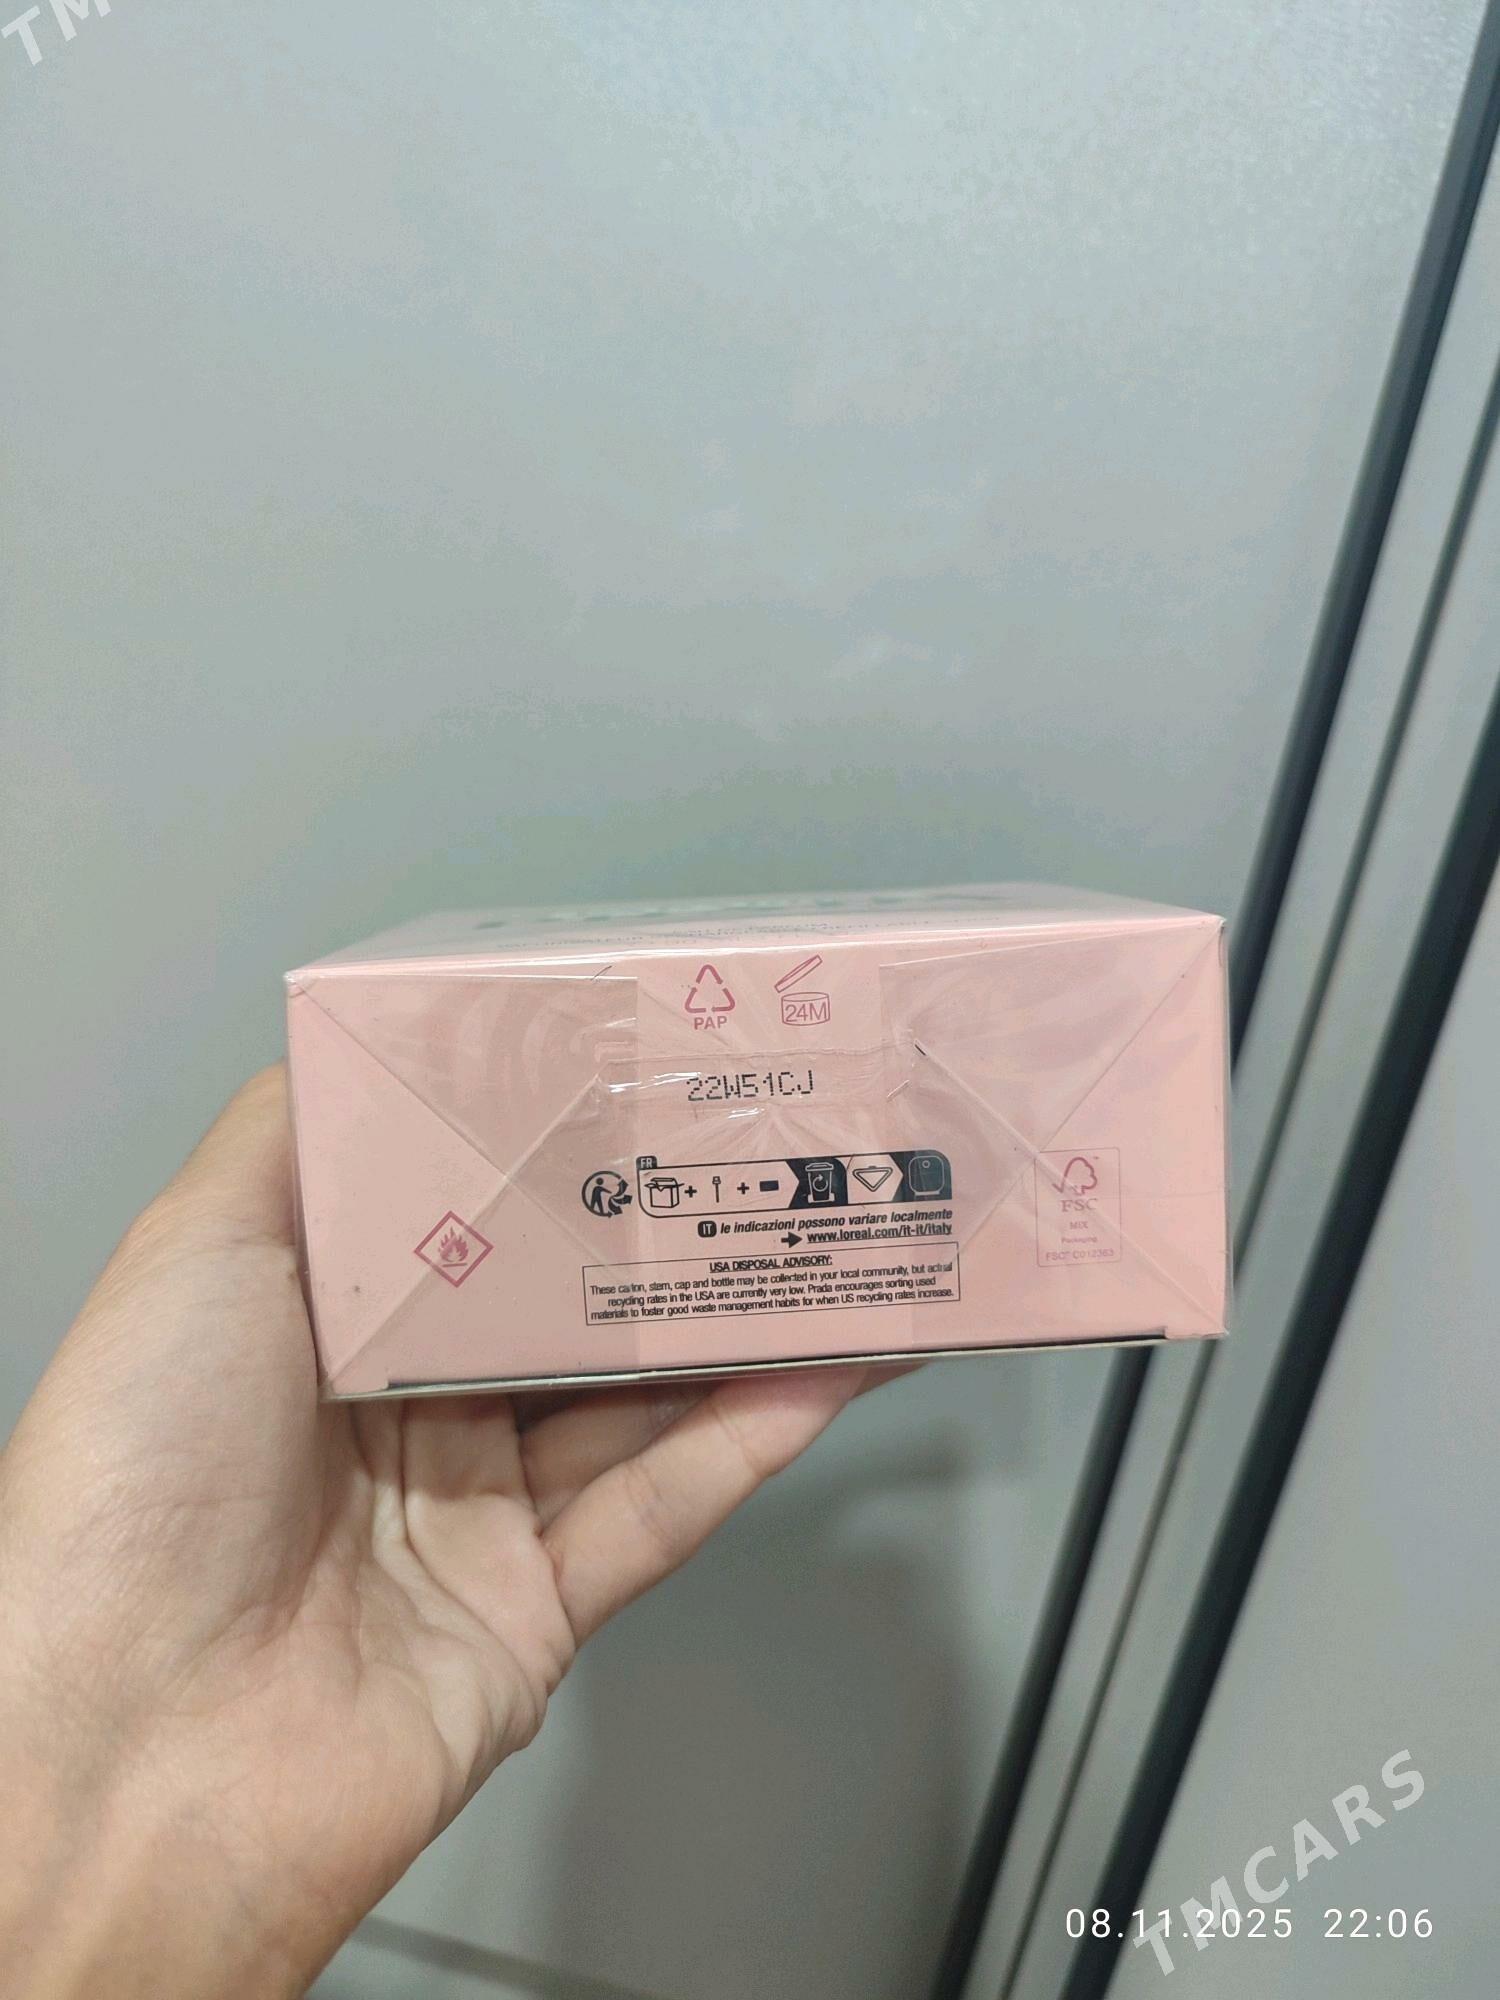 TM
PAP
24M
22W51CJ
FR
+ + 
IT le indicazioni possono variare localmente
www.loreal.com/it-it/italy
USA DISPOSAL ADVISORY:
These carton, stem, cap and bottle may be collected in your local community, but actual
recycling rates in the USA are currently very low. Prada encourages sorting used
materials to foster good waste management habits for when US recycling rates increase.
FSC
MIX
Packaging
FSC® C012363
TMCARS
08.11.2025 22:06